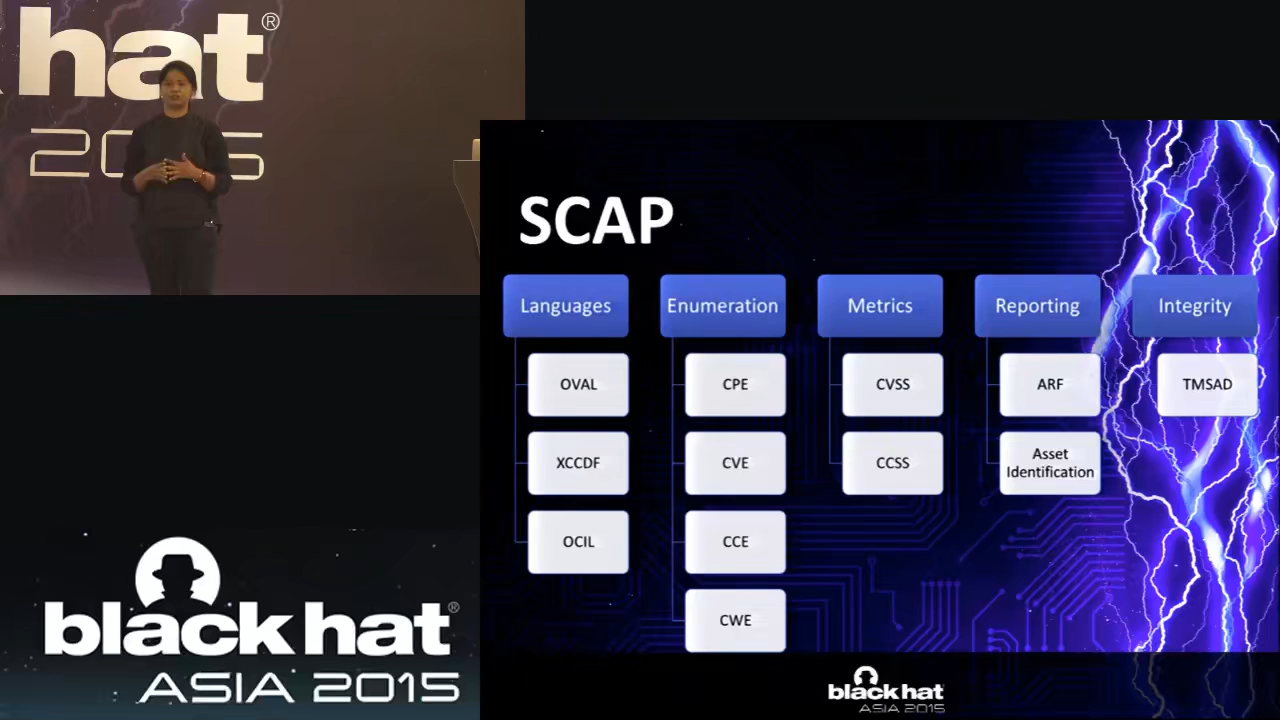 hat®
2015
SCAP
Languages
OVAL
XCCDF
OCIL
Enumeration
CPE
CVE
CCE
CWE
Metrics
CVSS
CCSS
Reporting
ARF
Asset
Identification
Integrity
TMSAD
black hat®
ASIA 2015
black hat
ASIA 2015